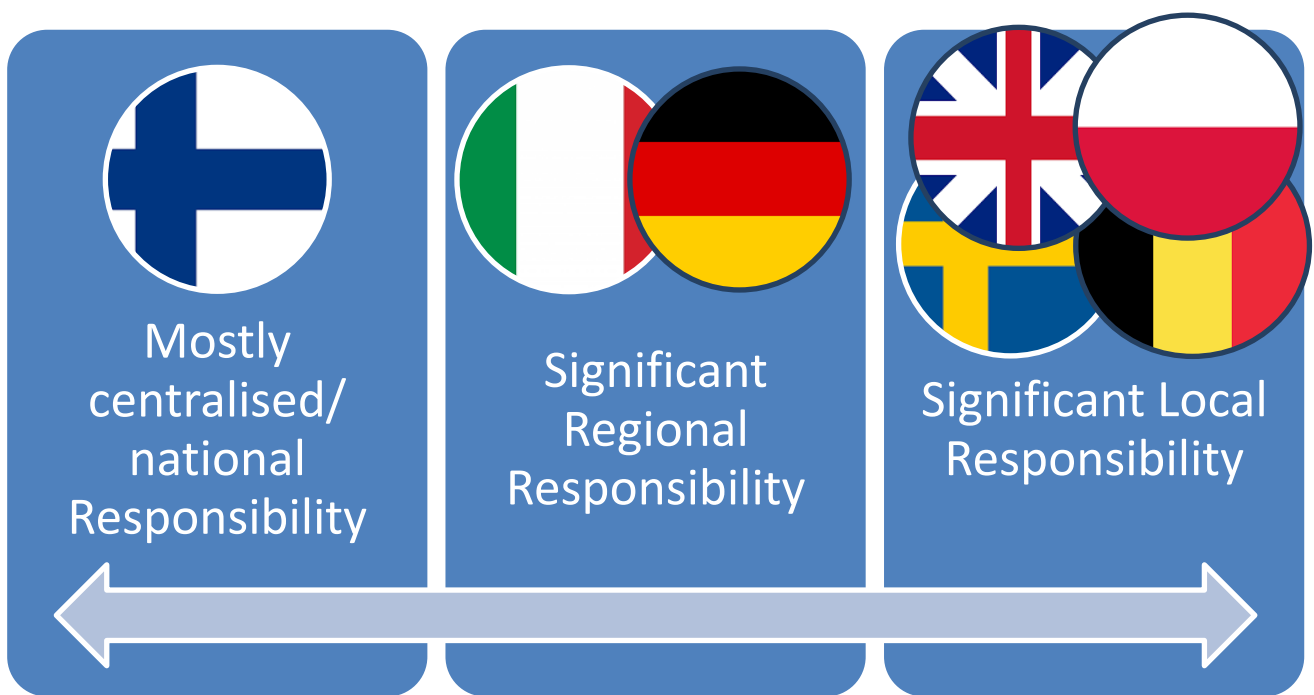 Mostly
centralised/
national
Responsibility
Significant
Regional
Responsibility
Significant Local
Responsibility